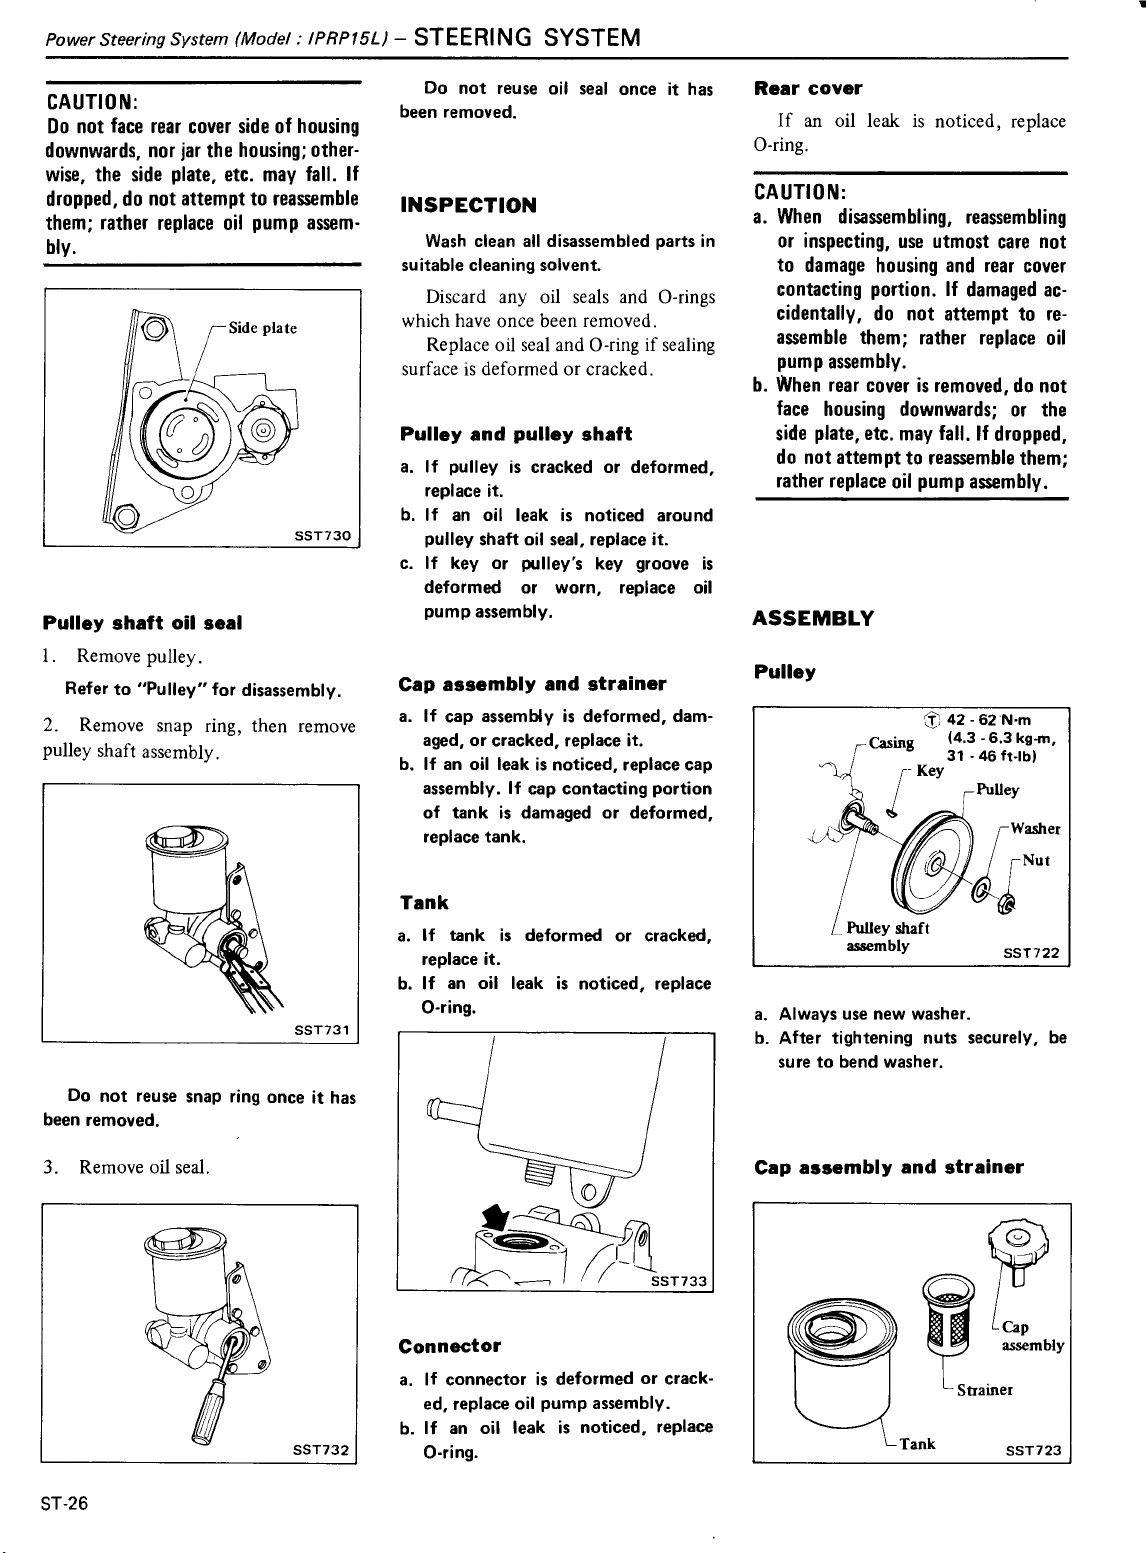 Power Steering System (Model : IPRP15L) – STEERING SYSTEM
CAUTION:
Do not face rear cover side of housing
downwards, nor jar the housing; other-
wise, the side plate, etc. may fall. If
dropped, do not attempt to reassemble
them; rather replace oil pump assem-
bly.
Side plate
SST730
Pulley shaft oil seal
1. Remove pulley.
Refer to "Pulley" for disassembly.
2. Remove snap ring, then remove
pulley shaft assembly.
SST731
Do not reuse snap ring once it has
been removed.
3. Remove oil seal.
SST732
Do not reuse oil seal once it has
been removed.
INSPECTION
Wash clean all disassembled parts in
suitable cleaning solvent.
Discard any oil seals and O-rings
which have once been removed.
Replace oil seal and O-ring if sealing
surface is deformed or cracked.
Pulley and pulley shaft
a. If pulley is cracked or deformed,
replace it.
b. If an oil leak is noticed around
pulley shaft oil seal, replace it.
c. If key or pulley's key groove is
deformed or worn, replace oil
pump assembly.
Cap assembly and strainer
a. If cap assembly is deformed, dam-
aged, or cracked, replace it.
b. If an oil leak is noticed, replace cap
assembly. If cap contacting portion
of tank is damaged or deformed,
replace tank.
Tank
a. If tank is deformed or cracked,
replace it.
b. If an oil leak is noticed, replace
O-ring.
SST733
Connector
a. If connector is deformed or crack-
ed, replace oil pump assembly.
b. If an oil leak is noticed, replace
O-ring.
Rear cover
If an oil leak is noticed, replace
O-ring.
CAUTION:
a. When disassembling, reassembling
or inspecting, use utmost care not
to damage housing and rear cover
contacting portion. If damaged ac-
cidentally, do not attempt to re-
assemble them; rather replace oil
pump assembly.
b. When rear cover is removed, do not
face housing downwards; or the
side plate, etc. may fall. If dropped,
do not attempt to reassemble them;
rather replace oil pump assembly.
ASSEMBLY
Pulley
Ⓣ 42 - 62 N·m
(4.3 - 6.3 kg-m,
31 - 46 ft-lb)
Casing
Key
Pulley
Washer
Nut
Pulley shaft
assembly
SST722
a. Always use new washer.
b. After tightening nuts securely, be
sure to bend washer.
Cap assembly and strainer
Cap
assembly
Strainer
Tank
SST723
ST-26